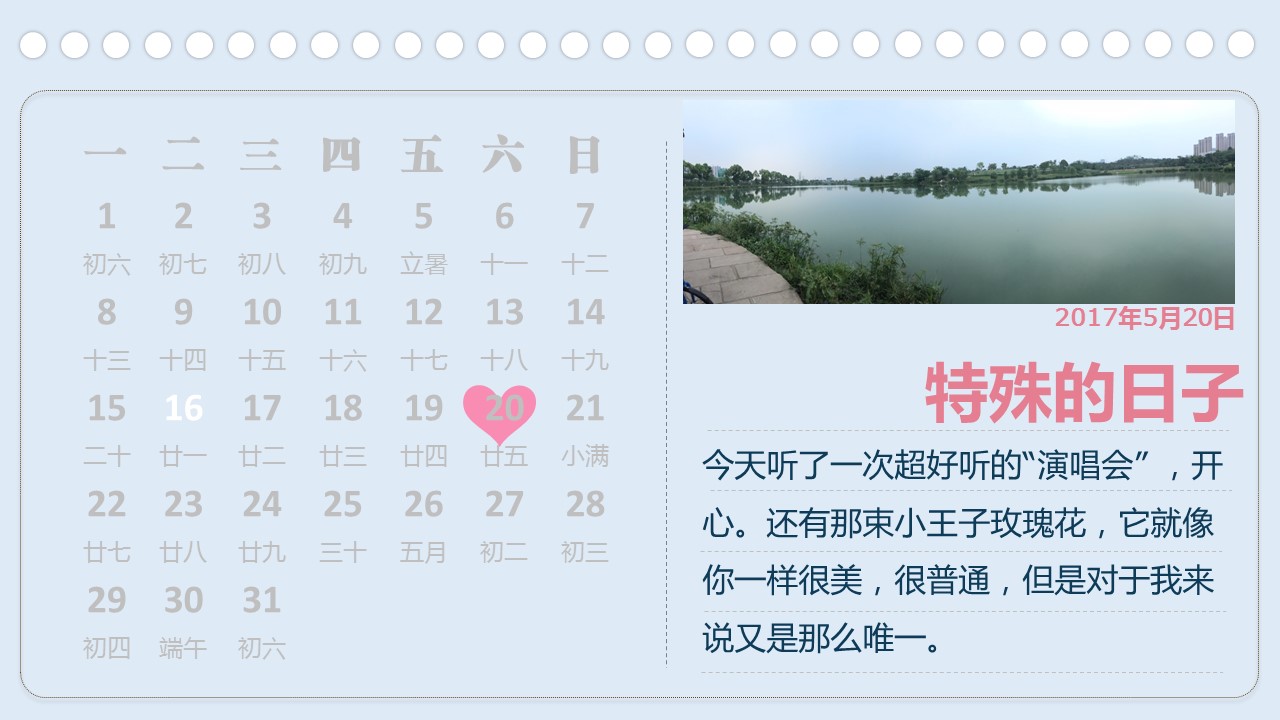 一 二 三 四 五 六 日
1 2 3 4 5 6 7
初六 初七 初八 初九 立暑 十一 十二
8 9 10 11 12 13 14
十三 十四 十五 十六 十七 十八 十九
15 16 17 18 19 20 21
二十 廿一 廿二 廿三 廿四 廿五 小满
22 23 24 25 26 27 28
廿七 廿八 廿九 三十 五月 初二 初三
29 30 31
初四 端午 初六
2017年5月20日
特殊的日子
今天听了一次超好听的“演唱会”，开
心。还有那束小王子玫瑰花，它就像
你一样很美，很普通，但是对于我来
说又是那么唯一。